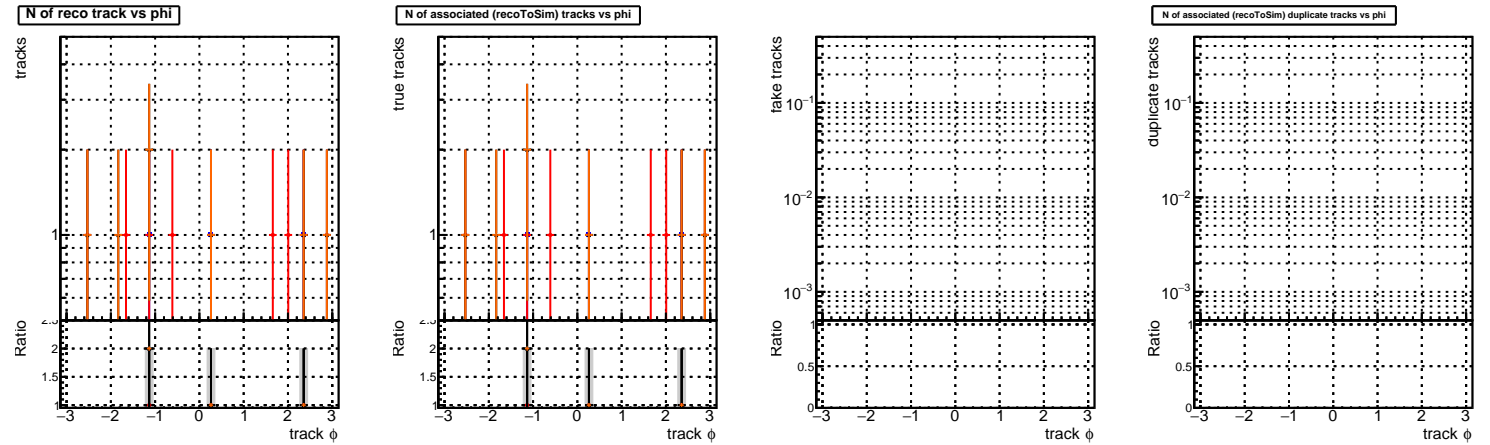 N of reco track vs phi
tracks
1
Ratio
2.5
2
1.5
1
−3 −2 −1 0 1 2 3
track ϕ
N of associated (recoToSim) tracks vs phi
true tracks
1
Ratio
2.5
2
1.5
1
−3 −2 −1 0 1 2 3
track ϕ
fake tracks
10−1
10−2
10−3
Ratio
1
0.5
0
−3 −2 −1 0 1 2 3
track ϕ
N of associated (recoToSim) duplicate tracks vs phi
duplicate tracks
10−1
10−2
10−3
Ratio
1
0.5
0
−3 −2 −1 0 1 2 3
track ϕ